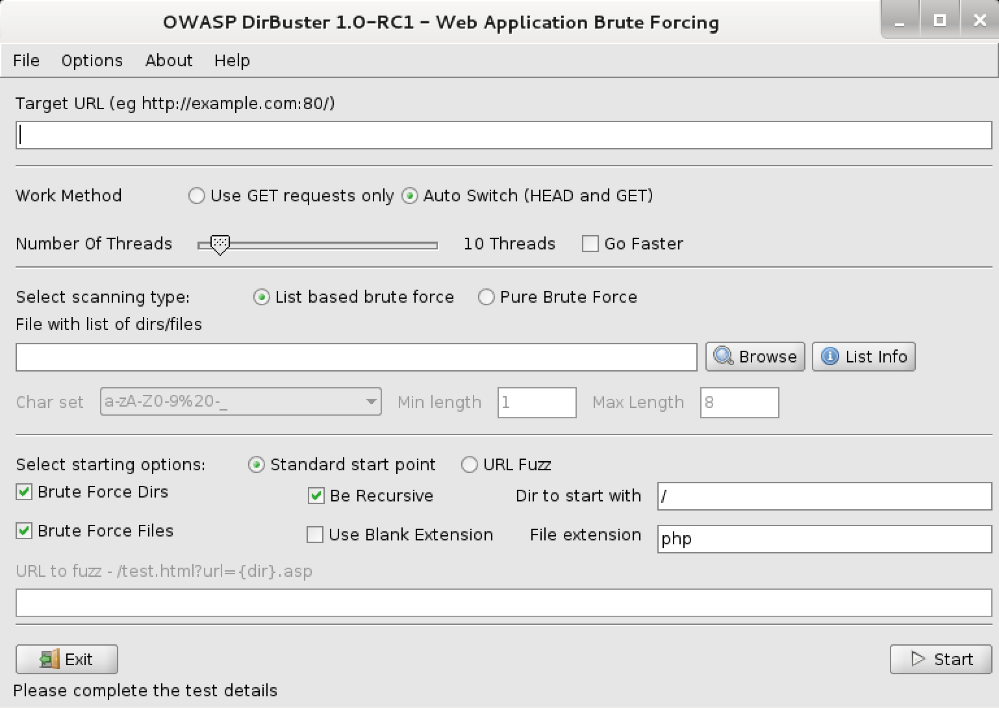 OWASP DirBuster 1.0-RC1 - Web Application Brute Forcing
File Options About Help
Target URL (eg http://example.com:80/)
Work Method Use GET requests only Auto Switch (HEAD and GET)
Number Of Threads 10 Threads Go Faster
Select scanning type: List based brute force Pure Brute Force
File with list of dirs/files
Browse List Info
Char set a-zA-Z0-9%20-_ Min length 1 Max Length 8
Select starting options: Standard start point URL Fuzz
Brute Force Dirs Be Recursive Dir to start with /
Brute Force Files Use Blank Extension File extension php
URL to fuzz - /test.html?url={dir}.asp
Exit Start
Please complete the test details